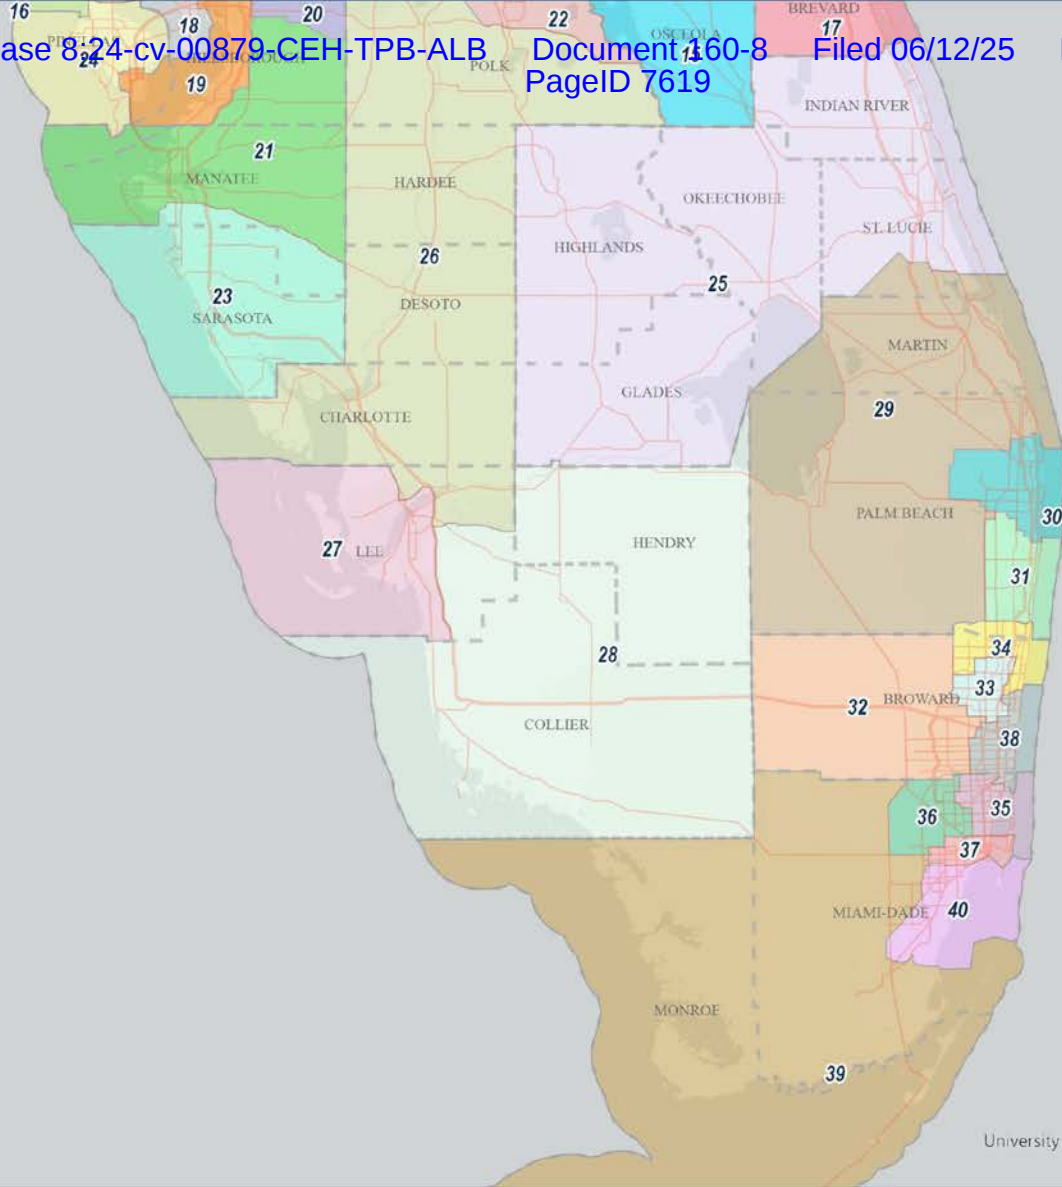 16
18
20
22
BREVARD
17
OSCEOLA
ase 8:24-cv-00879-CEH-TPB-ALB Document 160-8 Filed 06/12/25
15
24
HILLSBOROUGH
POLK
PageID 7619
19
INDIAN RIVER
21
MANATEE
HARDEE
OKEECHOBEE
ST. LUCIE
HIGHLANDS
26
25
23
SARASOTA
DESOTO
MARTIN
GLADES
29
CHARLOTTE
PALM BEACH
30
HENDRY
27 LEE
31
28
34
33
32 BROWARD
COLLIER
38
36
35
37
MIAMI-DADE 40
MONROE
39
University